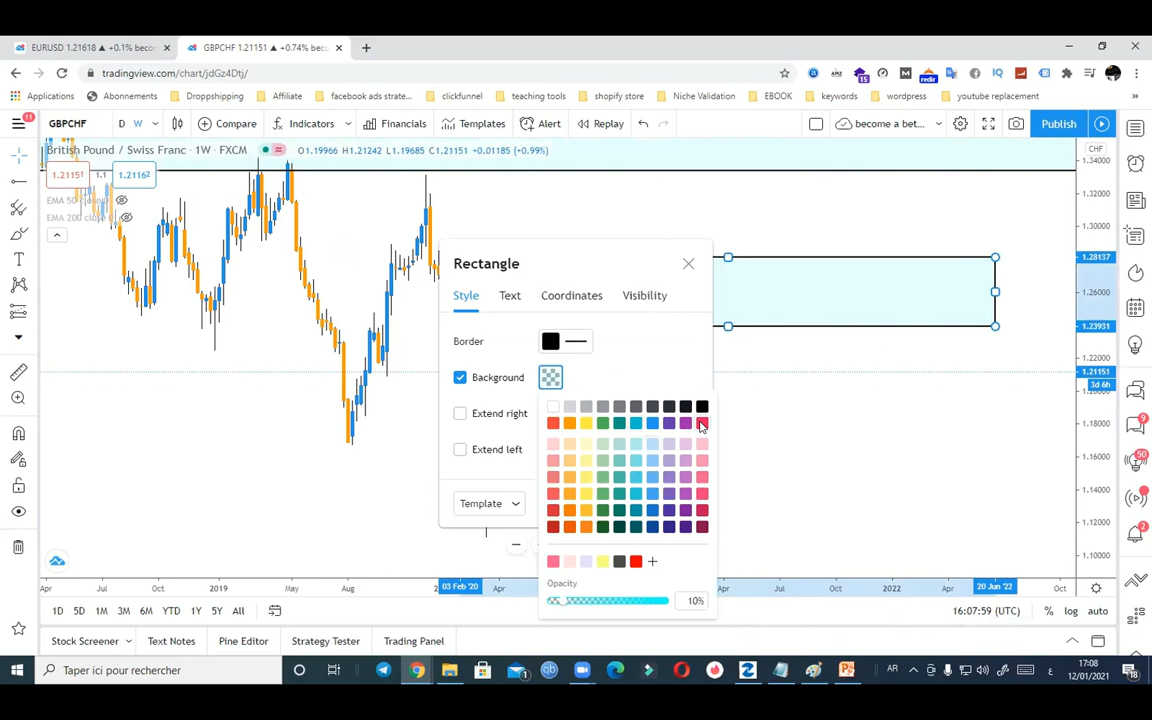 EURUSD 1.21618 ▲ +0.1% beco
GBPCHF 1.21151 ▲ +0.74% bec
tradingview.com/chart/jdGz4Dtj/
Applications
Abonnements
Droppshipping
Affiliate
facebook ads strate...
clickfunnel
teaching tools
shopify store
Niche Validation
EBOOK
keywords
wordpress
youtube replacement
11
GBPCHF
D
W
Compare
Indicators
Financials
Templates
Alert
Replay
become a bet...
Publish
British Pound / Swiss Franc · 1W · FXCM
O1.19966 H1.21242 L1.19685 C1.21151 +0.01185 (+0.99%)
1.21151
1.1
1.21162
EMA 50 close
EMA 200 close
CHF
1.34000
1.32000
1.30000
1.28137
1.26000
1.23931
1.22000
1.21151
3d 6h
1.18000
1.16000
1.14000
1.12000
1.10000
Rectangle
Style
Text
Coordinates
Visibility
Border
Background
Extend right
Extend left
Template
Opacity
10%
Apr
Jul
Oct
2019
May
Aug
03 Feb '20
Apr
Apr
2022
20 Jun '22
Oct
1D
5D
1M
3M
6M
YTD
1Y
5Y
All
16:07:59 (UTC)
%
log
auto
Stock Screener
Text Notes
Pine Editor
Strategy Tester
Trading Panel
Taper ici pour rechercher
AR
ع
17:08
12/01/2021